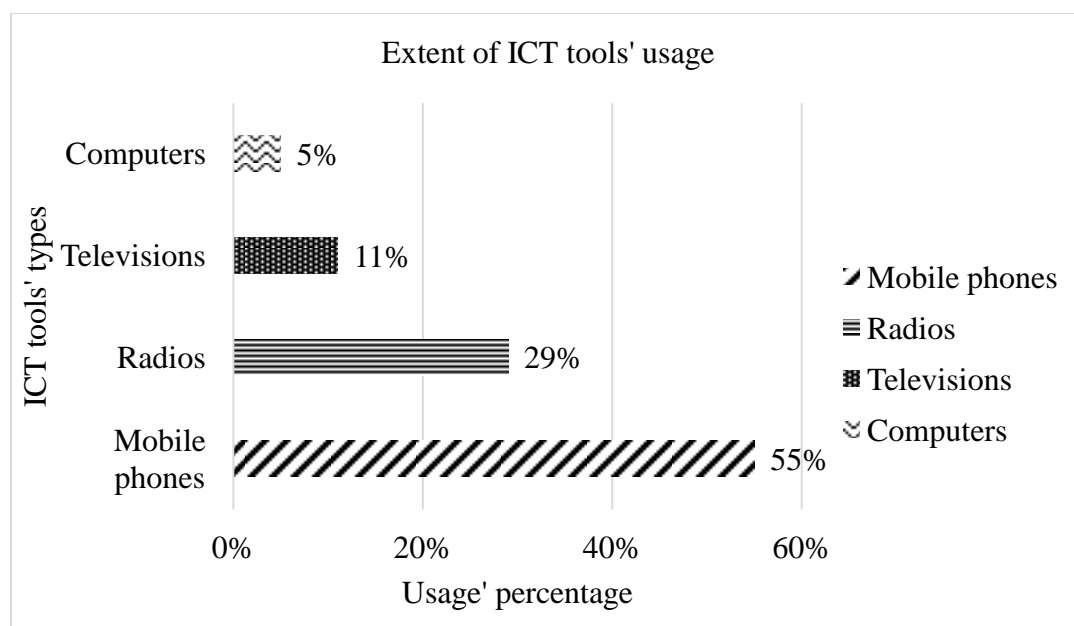 Extent of ICT tools' usage
ICT tools' types
Computers
5%
Televisions
11%
Radios
29%
Mobile
phones
55%
0%
20%
40%
60%
Usage' percentage
Mobile phones
Radios
Televisions
Computers